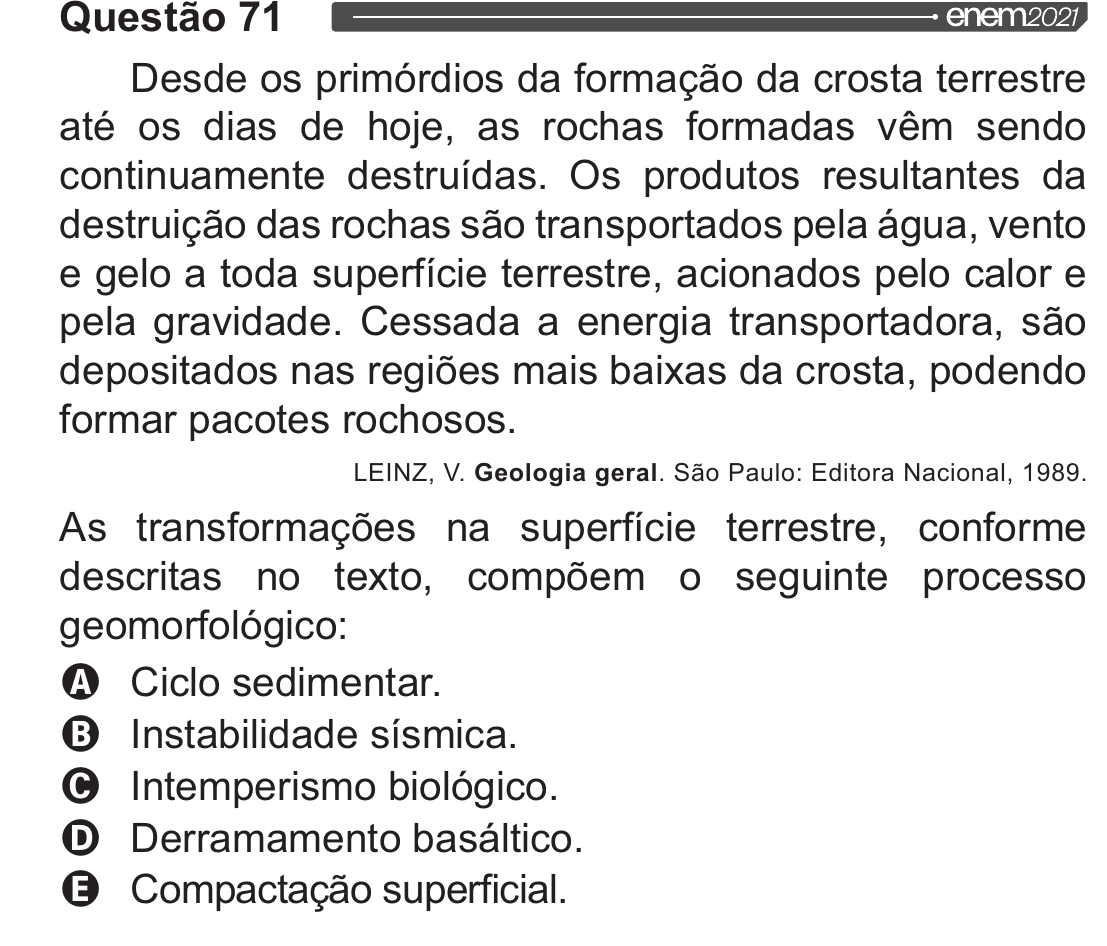 Questão 71
enem2021
Desde os primórdios da formação da crosta terrestre
até os dias de hoje, as rochas formadas vêm sendo
continuamente destruídas. Os produtos resultantes da
destruição das rochas são transportados pela água, vento
e gelo a toda superfície terrestre, acionados pelo calor e
pela gravidade. Cessada a energia transportadora, são
depositados nas regiões mais baixas da crosta, podendo
formar pacotes rochosos.
LEINZ, V. Geologia geral. São Paulo: Editora Nacional, 1989.
As transformações na superfície terrestre, conforme
descritas no texto, compõem o seguinte processo
geomorfológico:
A Ciclo sedimentar.
B Instabilidade sísmica.
C Intemperismo biológico.
D Derramamento basáltico.
E Compactação superficial.